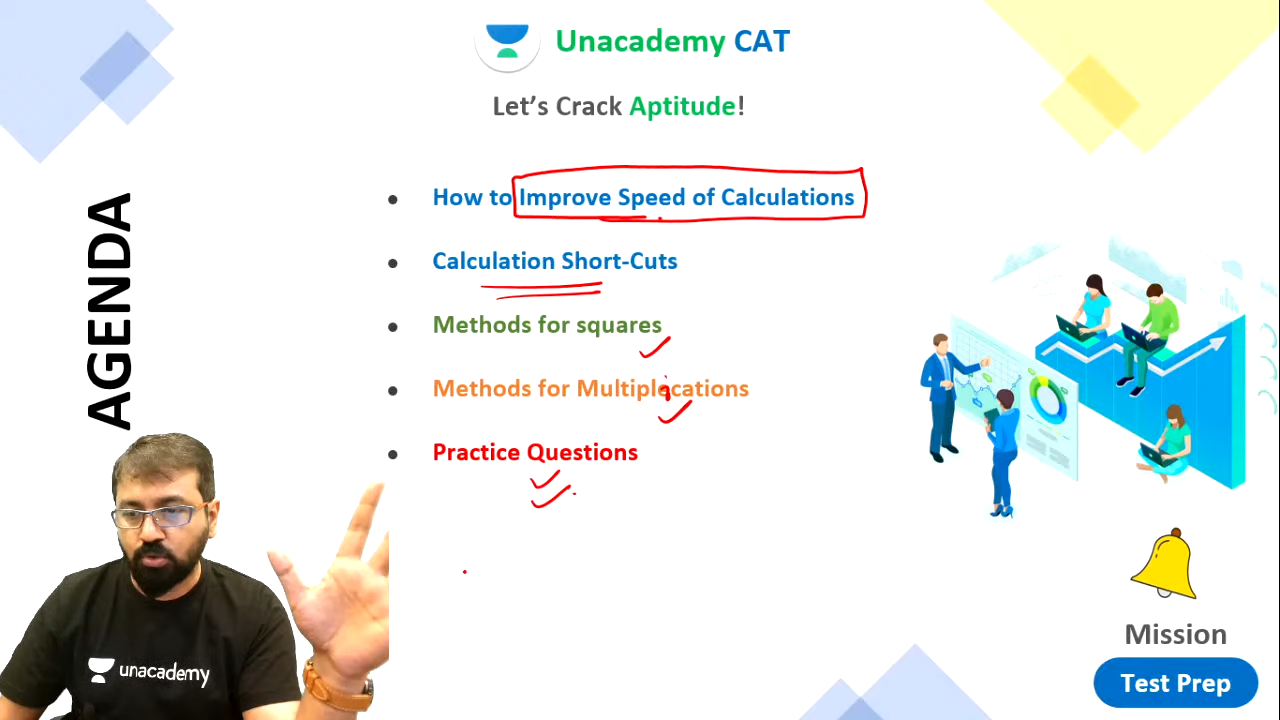 Unacademy CAT
Let's Crack Aptitude!
AGENDA
How to Improve Speed of Calculations
Calculation Short-Cuts
Methods for squares
Methods for Multiplications
Practice Questions
unacademy
Mission
Test Prep